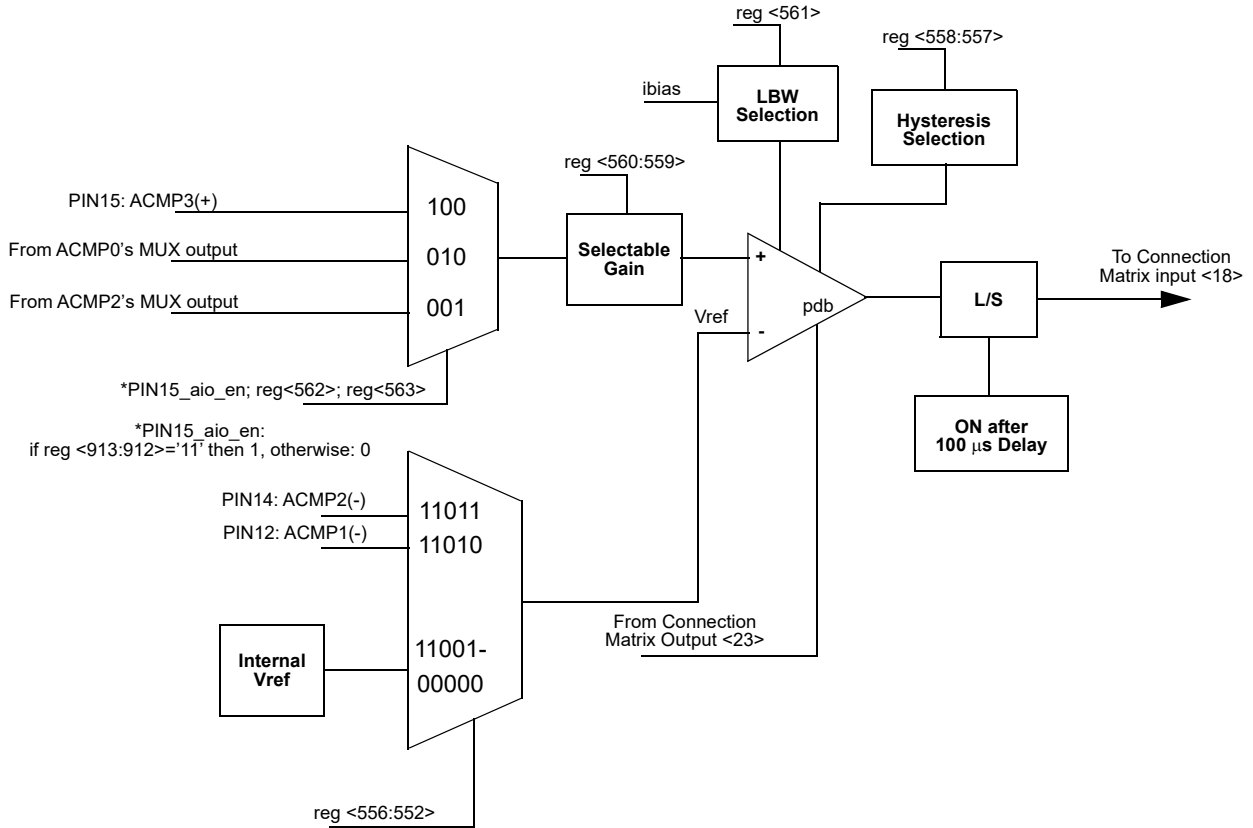 reg <561>
reg <558:557>
ibias
LBW
Selection
Hysteresis
Selection
reg <560:559>
PIN15: ACMP3(+)
100
From ACMP0's MUX output
010
From ACMP2's MUX output
001
Selectable
Gain
+
To Connection
Matrix input <18>
L/S
pdb
Vref
-
*PIN15_aio_en; reg<562>; reg<563>
*PIN15_aio_en:
if reg <913:912>='11' then 1, otherwise: 0
ON after
100 μs Delay
PIN14: ACMP2(-)
11011
PIN12: ACMP1(-)
11010
From Connection
Matrix Output <23>
Internal
Vref
11001-
00000
reg <556:552>